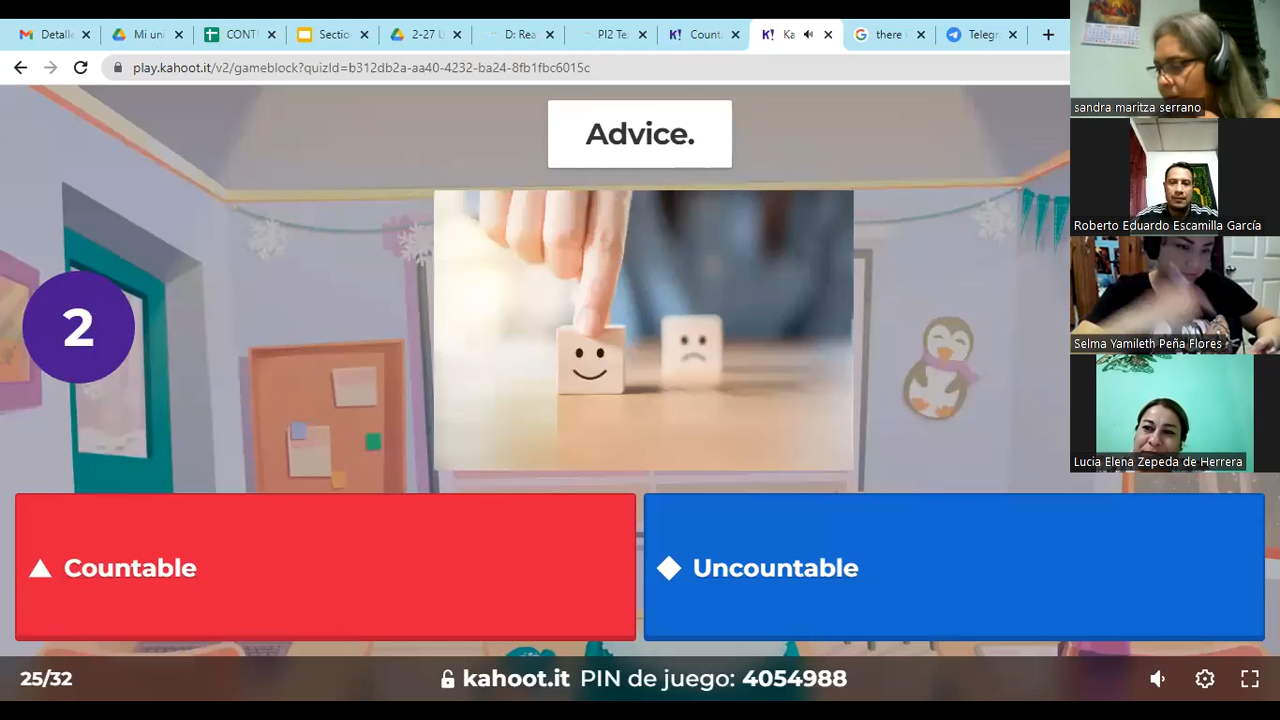 Detalle
Mi uni
CONT
Sectio
2-27 U
D: Rea
PI2 Te
K! Count
K! Ka
there
Telegr
play.kahoot.it/v2/gameblock?quizId=b312db2a-aa40-4232-ba24-8fb1fbc6015c
Advice.
2
Countable
Uncountable
25/32
kahoot.it PIN de juego: 4054988
sandra maritza serrano
Roberto Eduardo Escamilla García
Selma Yamileth Peña Flores
Lucia Elena Zepeda de Herrera